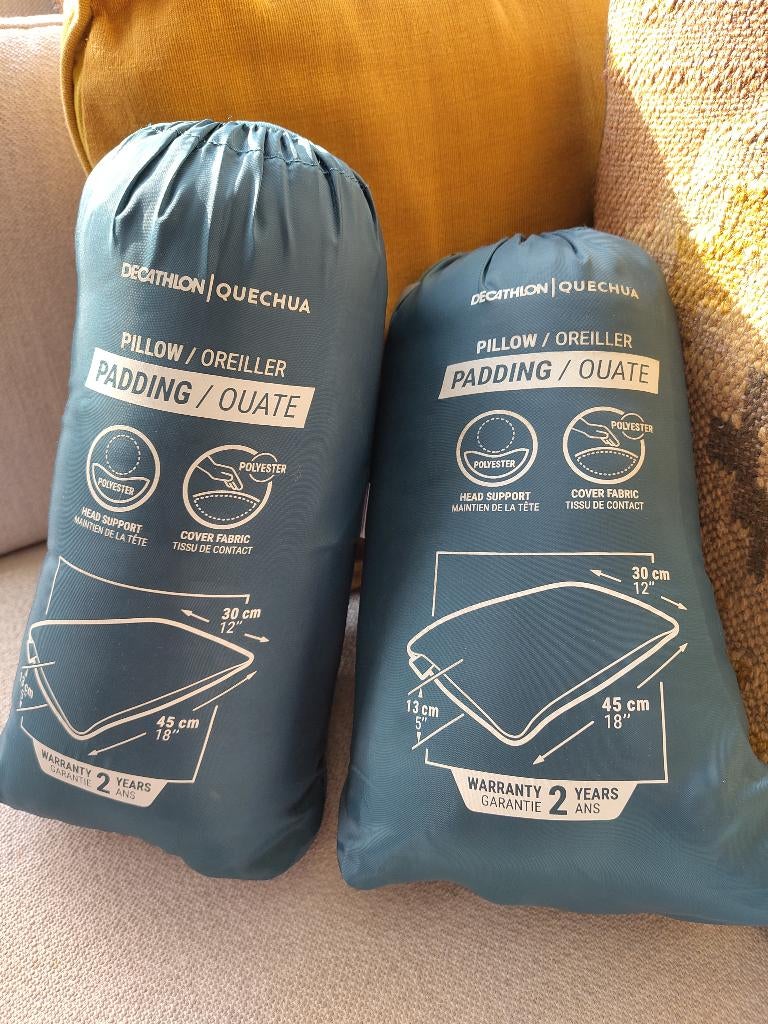 DECATHLON | QUECHUA
PILLOW / OREILLER
PADDING / OUATE
POLYESTER
POLYESTER
HEAD SUPPORT
MAINTIEN DE LA TÊTE
COVER FABRIC
TISSU DE CONTACT
30 cm
12"
45 cm
18"
WARRANTY 2 YEARS
GARANTIE ANS
DECATHLON | QUECHUA
PILLOW / OREILLER
PADDING / OUATE
POLYESTER
POLYESTER
HEAD SUPPORT
MAINTIEN DE LA TÊTE
COVER FABRIC
TISSU DE CONTACT
30 cm
12"
13 cm
5"
45 cm
18"
WARRANTY 2 YEARS
GARANTIE ANS